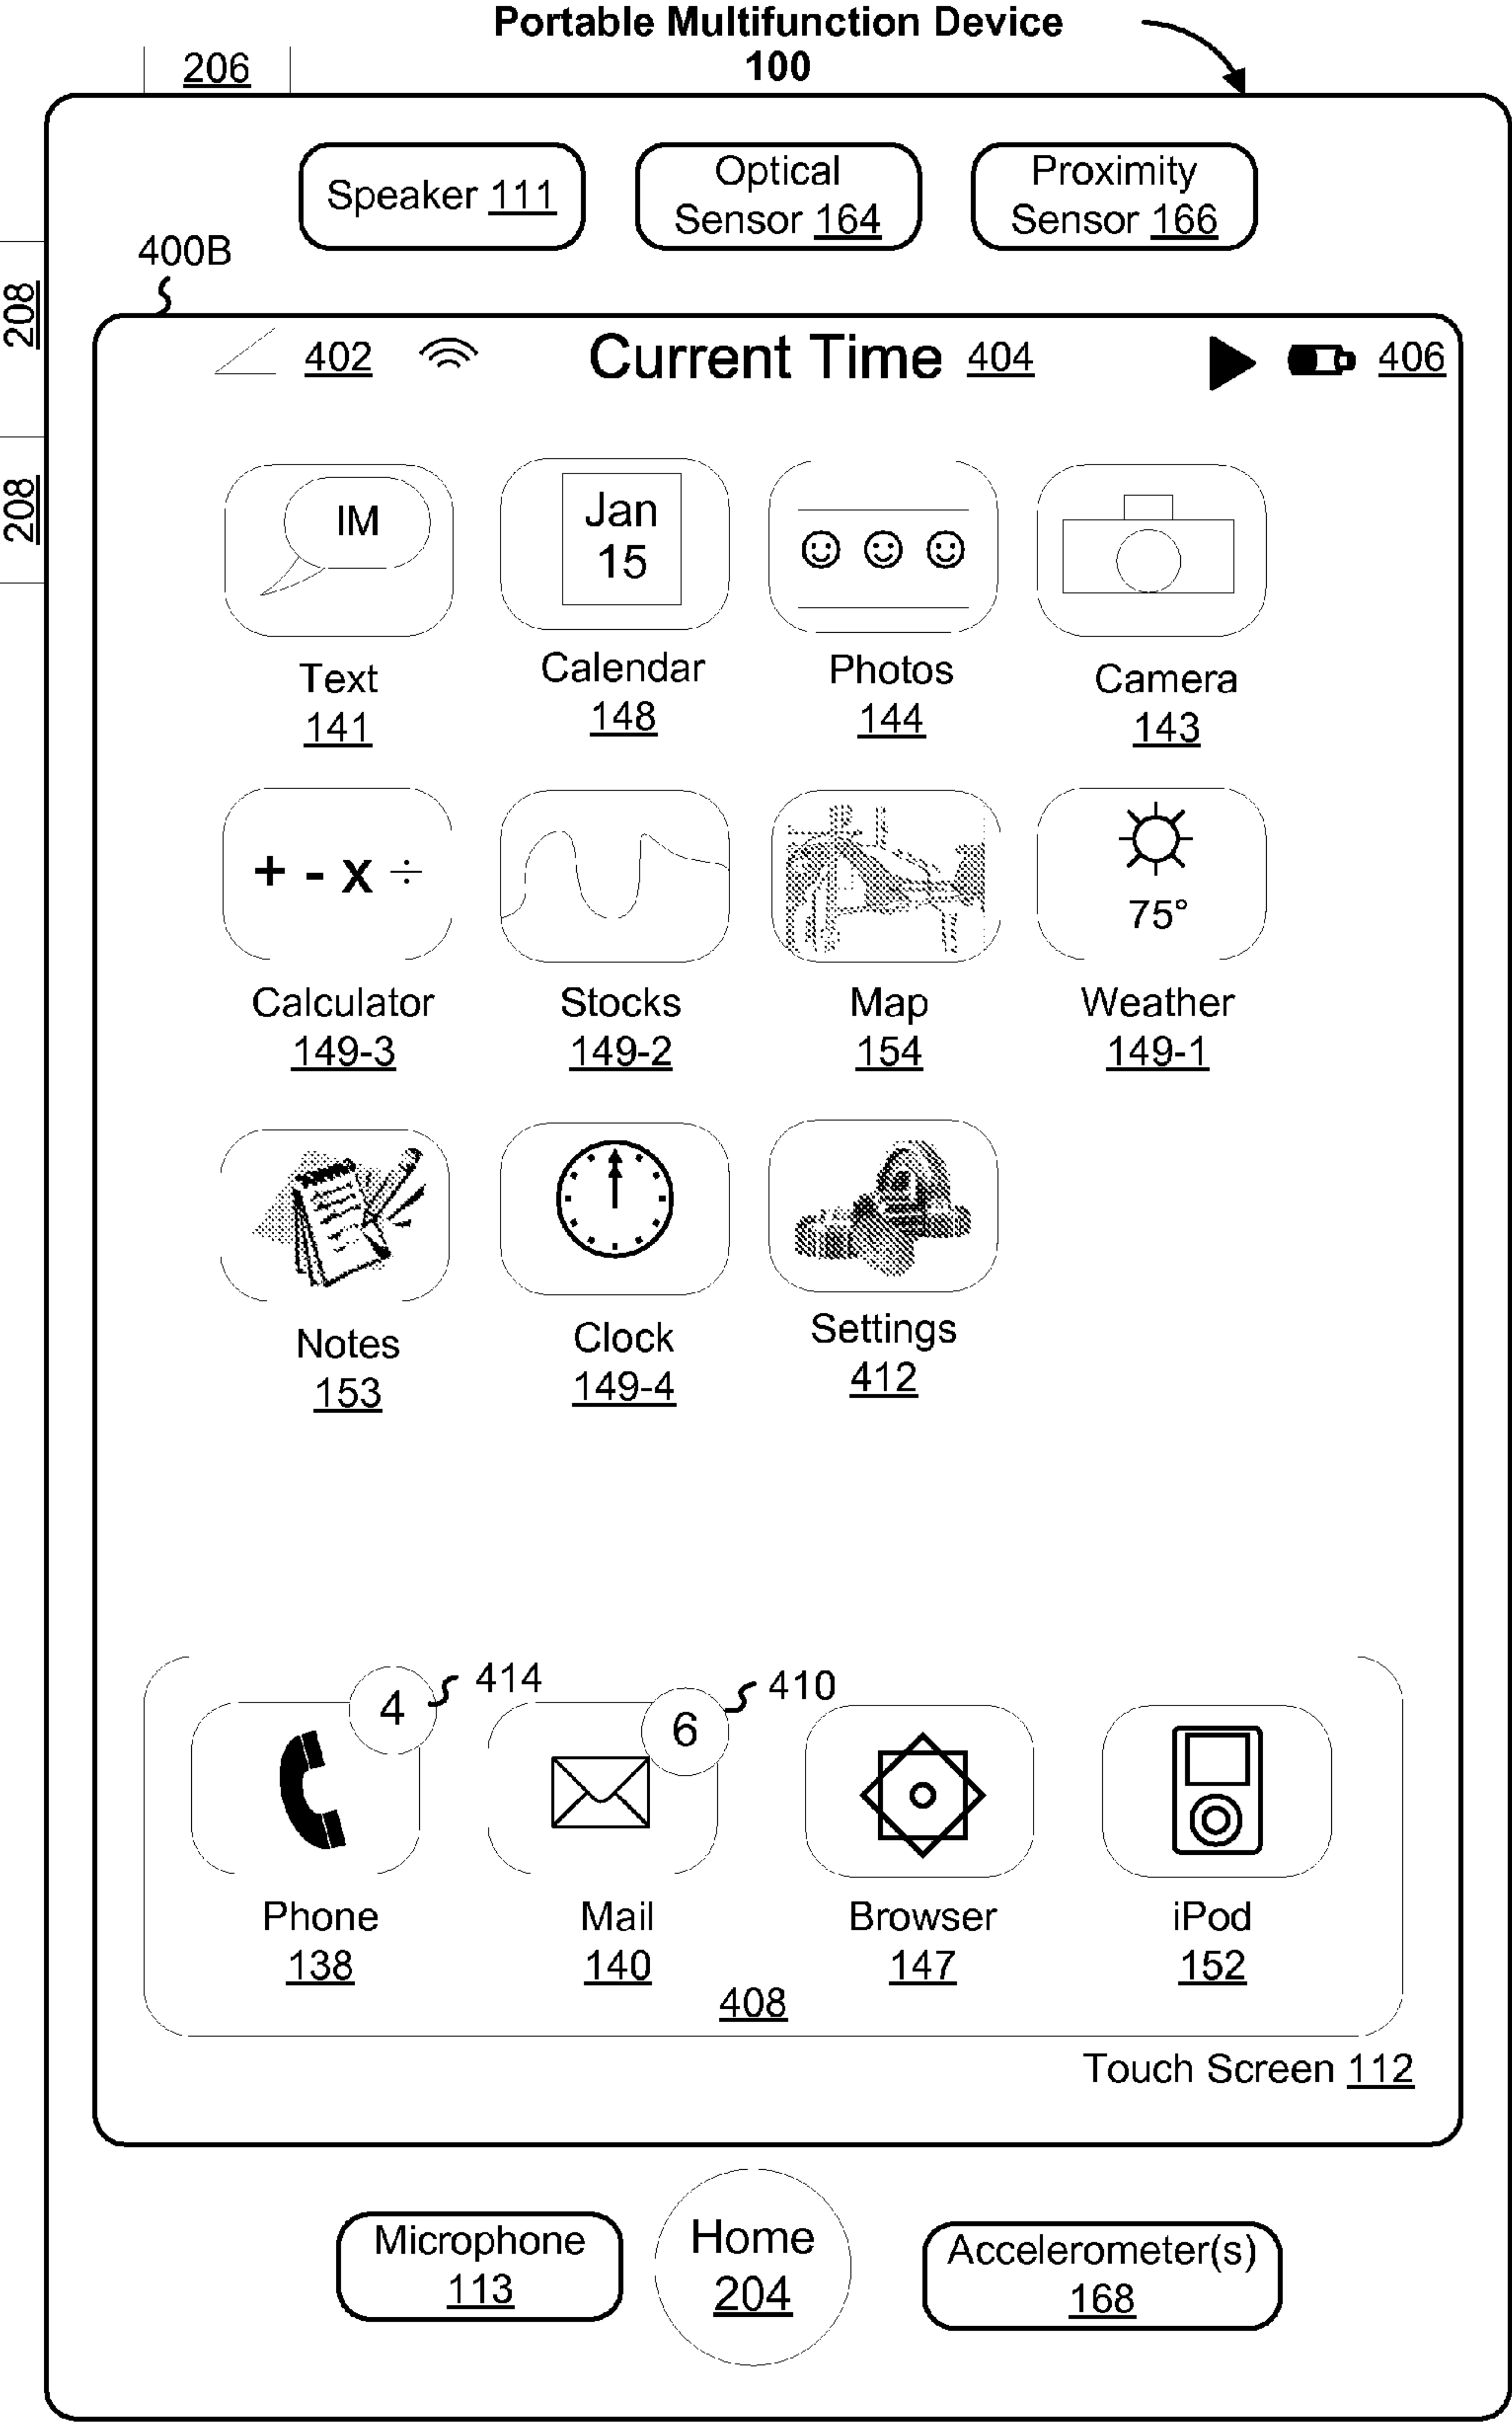 Portable Multifunction Device
100
206
Speaker 111
Optical
Sensor 164
Proximity
Sensor 166
400B
208
208
402
Current Time 404
406
IM
Jan
15
Text
141
Calendar
148
Photos
144
Camera
143
+ - x ÷
75°
Calculator
149-3
Stocks
149-2
Map
154
Weather
149-1
Notes
153
Clock
149-4
Settings
412
4
414
6
410
Phone
138
Mail
140
Browser
147
iPod
152
408
Touch Screen 112
Microphone
113
Home
204
Accelerometer(s)
168